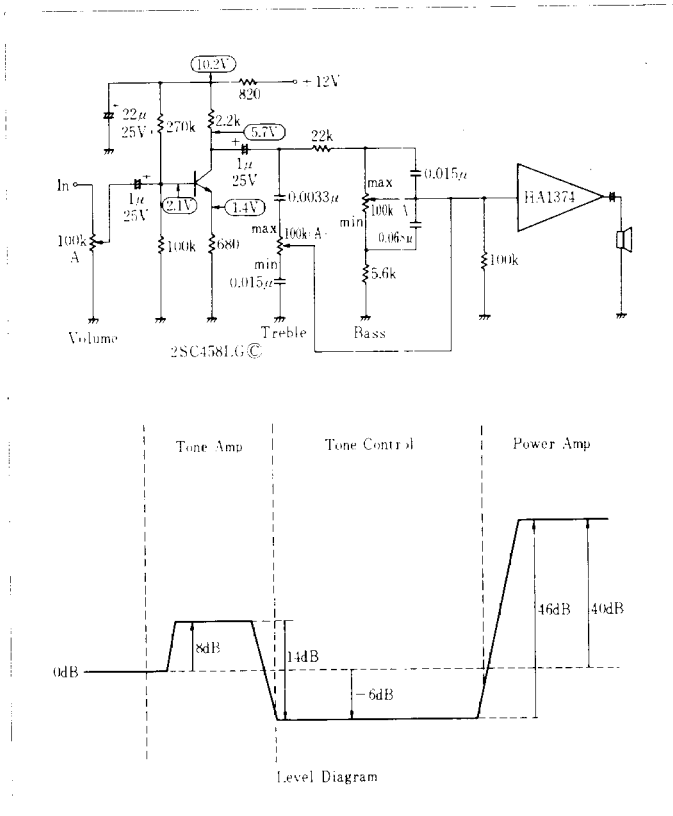 10.2V
+12V
820
22μ
25V
270k
2.2k
5.7V
22k
1μ
25V
0.015μ
In
1μ
25V
2.1V
1.4V
0.0033μ
max
100k A
min
HA1374
100k
A
100k
680
max
100k A
min
0.015μ
0.068μ
5.6k
100k
Volume
Treble
Bass
2SC458LG©
Tone Amp
Tone Control
Power Amp
0dB
8dB
14dB
-6dB
46dB
40dB
Level Diagram